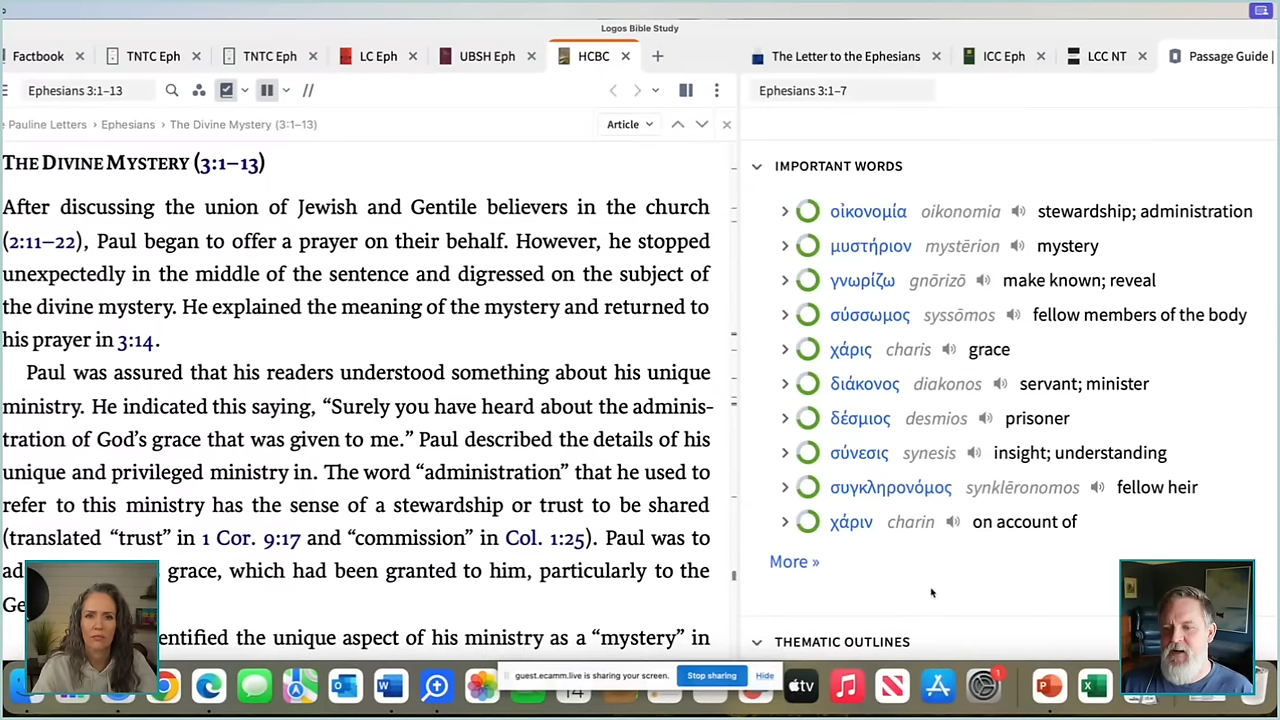 Logos Bible Study
Factbook
TNTC Eph
TNTC Eph
LC Eph
UBSH Eph
HCBC
The Letter to the Ephesians
ICC Eph
LCC NT
Passage Guide |
Ephesians 3:1–13
Ephesians 3:1–7
e Pauline Letters › Ephesians › The Divine Mystery (3:1–13)
Article
THE DIVINE MYSTERY (3:1–13)
After discussing the union of Jewish and Gentile believers in the church
(2:11–22), Paul began to offer a prayer on their behalf. However, he stopped
unexpectedly in the middle of the sentence and digressed on the subject of
the divine mystery. He explained the meaning of the mystery and returned to
his prayer in 3:14.
Paul was assured that his readers understood something about his unique
ministry. He indicated this saying, “Surely you have heard about the adminis-
tration of God’s grace that was given to me.” Paul described the details of his
unique and privileged ministry in. The word “administration” that he used to
refer to this ministry has the sense of a stewardship or trust to be shared
(translated “trust” in 1 Cor. 9:17 and “commission” in Col. 1:25). Paul was to
ad grace, which had been granted to him, particularly to the
Ge
entified the unique aspect of his ministry as a “mystery” in
IMPORTANT WORDS
οἰκονομία oikonomia stewardship; administration
μυστήριον mystērion mystery
γνωρίζω gnōrizō make known; reveal
σύσσωμος syssōmos fellow members of the body
χάρις charis grace
διάκονος diakonos servant; minister
δέσμιος desmios prisoner
σύνεσις synesis insight; understanding
συγκληρονόμος synklēronomos fellow heir
χάριν charin on account of
More »
THEMATIC OUTLINES
guest.ecamm.live is sharing your screen.
Stop sharing
Hide
14
tv
1